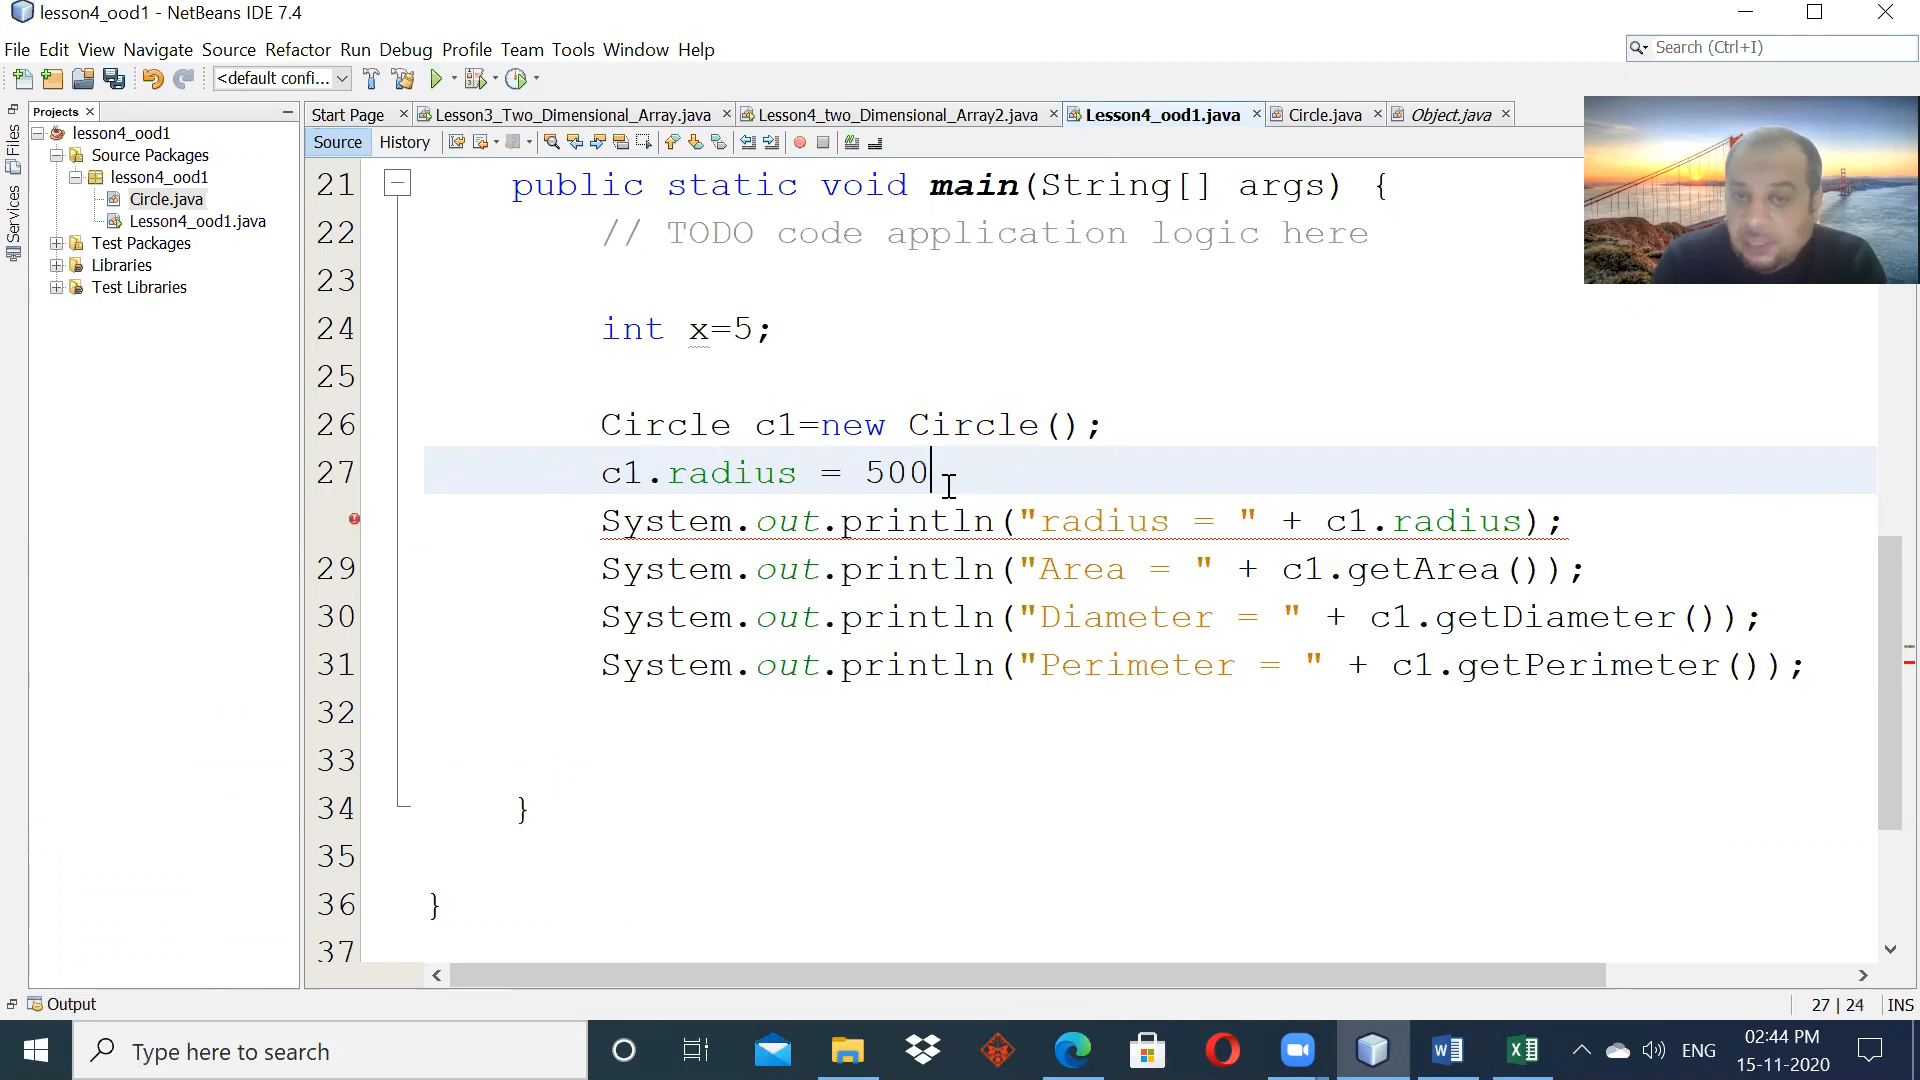 lesson4_ood1 - NetBeans IDE 7.4
File Edit View Navigate Source Refactor Run Debug Profile Team Tools Window Help
Search (Ctrl+I)
<default confi...
Projects
Start Page
Lesson3_Two_Dimensional_Array.java
Lesson4_two_Dimensional_Array2.java
Lesson4_ood1.java
Circle.java
Object.java
Files
Services
lesson4_ood1
Source Packages
lesson4_ood1
Circle.java
Lesson4_ood1.java
Test Packages
Libraries
Test Libraries
Source History
21 public static void main(String[] args) {
22 // TODO code application logic here
23
24 int x=5;
25
26 Circle c1=new Circle();
27 c1.radius = 500
System.out.println("radius = " + c1.radius);
29 System.out.println("Area = " + c1.getArea());
30 System.out.println("Diameter = " + c1.getDiameter());
31 System.out.println("Perimeter = " + c1.getPerimeter());
32
33
34 }
35
36 }
37
Output
27 | 24 INS
Type here to search
ENG
02:44 PM
15-11-2020